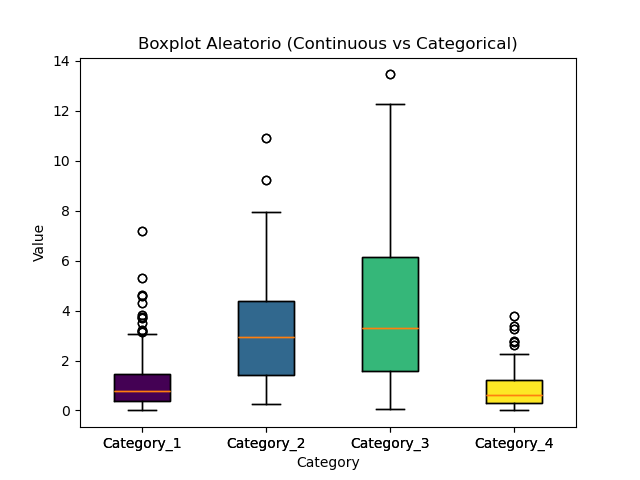 Boxplot Aleatorio (Continuous vs Categorical)
14
12
10
8
6
4
2
0
Value
Category_1 Category_2 Category_3 Category_4
Category